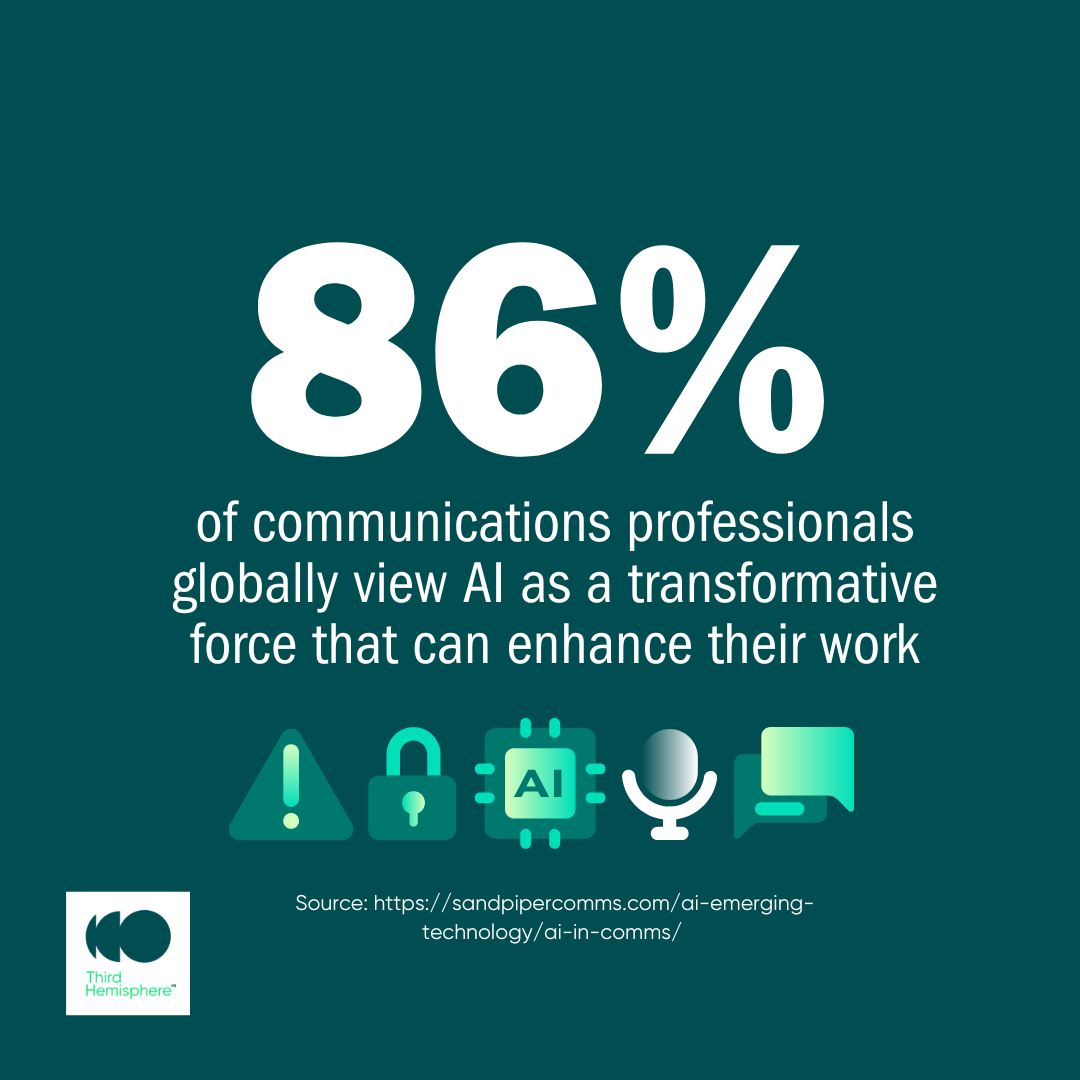 86%
of communications professionals
globally view AI as a transformative
force that can enhance their work
AI
Source: https://sandpipercomms.com/ai-emerging-
technology/ai-in-comms/
Third
Hemisphere